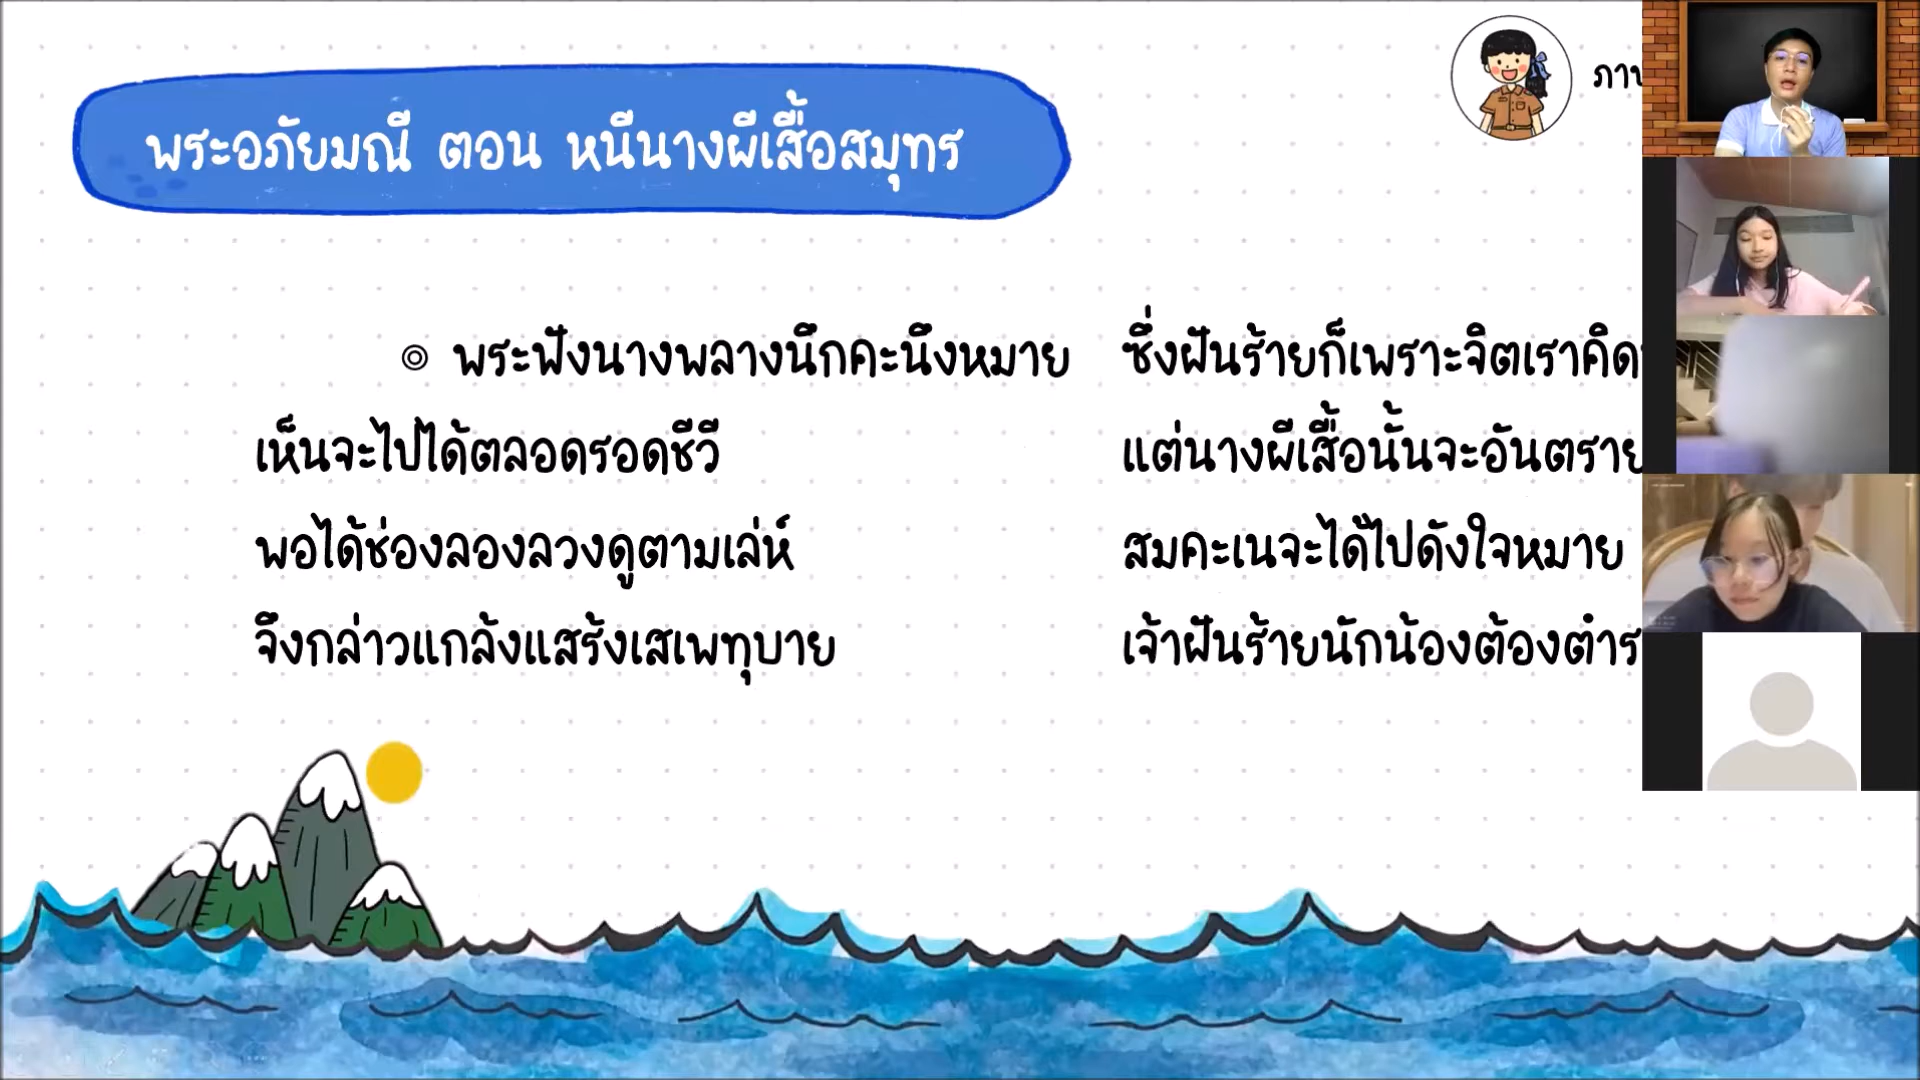 พระอภัยมณี ตอน หนีนางผีเสื้อสมุทร
๏ พระฟังนางพลางนึกคะนึงหมาย ซึ่งฝันร้ายก็เพราะจิตเราคิด
เห็นจะไปได้ตลอดรอดชีวี แต่นางผีเสื้อนั้นจะอันตราย
พอได้ช่องลองลวงดูตามเล่ห์ สมคะเนจะได้ไปดังใจหมาย
จึงกล่าวแกล้งแสร้งเสเพทุบาย เจ้าฝันร้ายนักน้องต้องตำรา